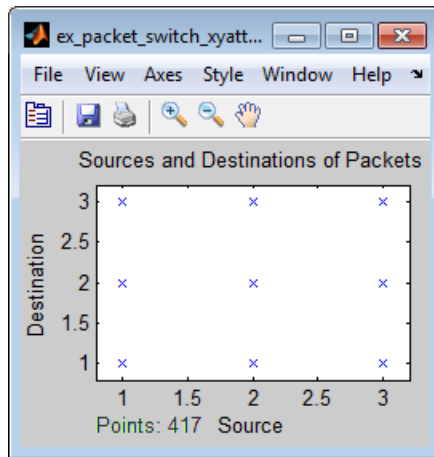 ex_packet_switch_xyatt...
File View Axes Style Window Help
Sources and Destinations of Packets
Destination
3
2.5
2
1.5
1
1 1.5 2 2.5 3
Points: 417 Source